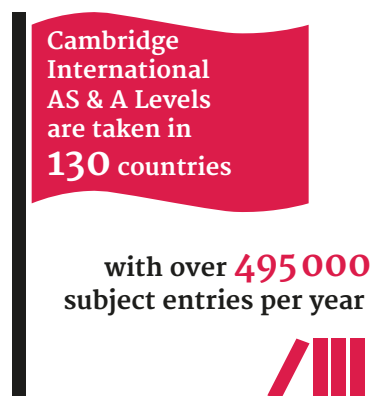 Cambridge
International
AS & A Levels
are taken in
130 countries
with over 495 000
subject entries per year